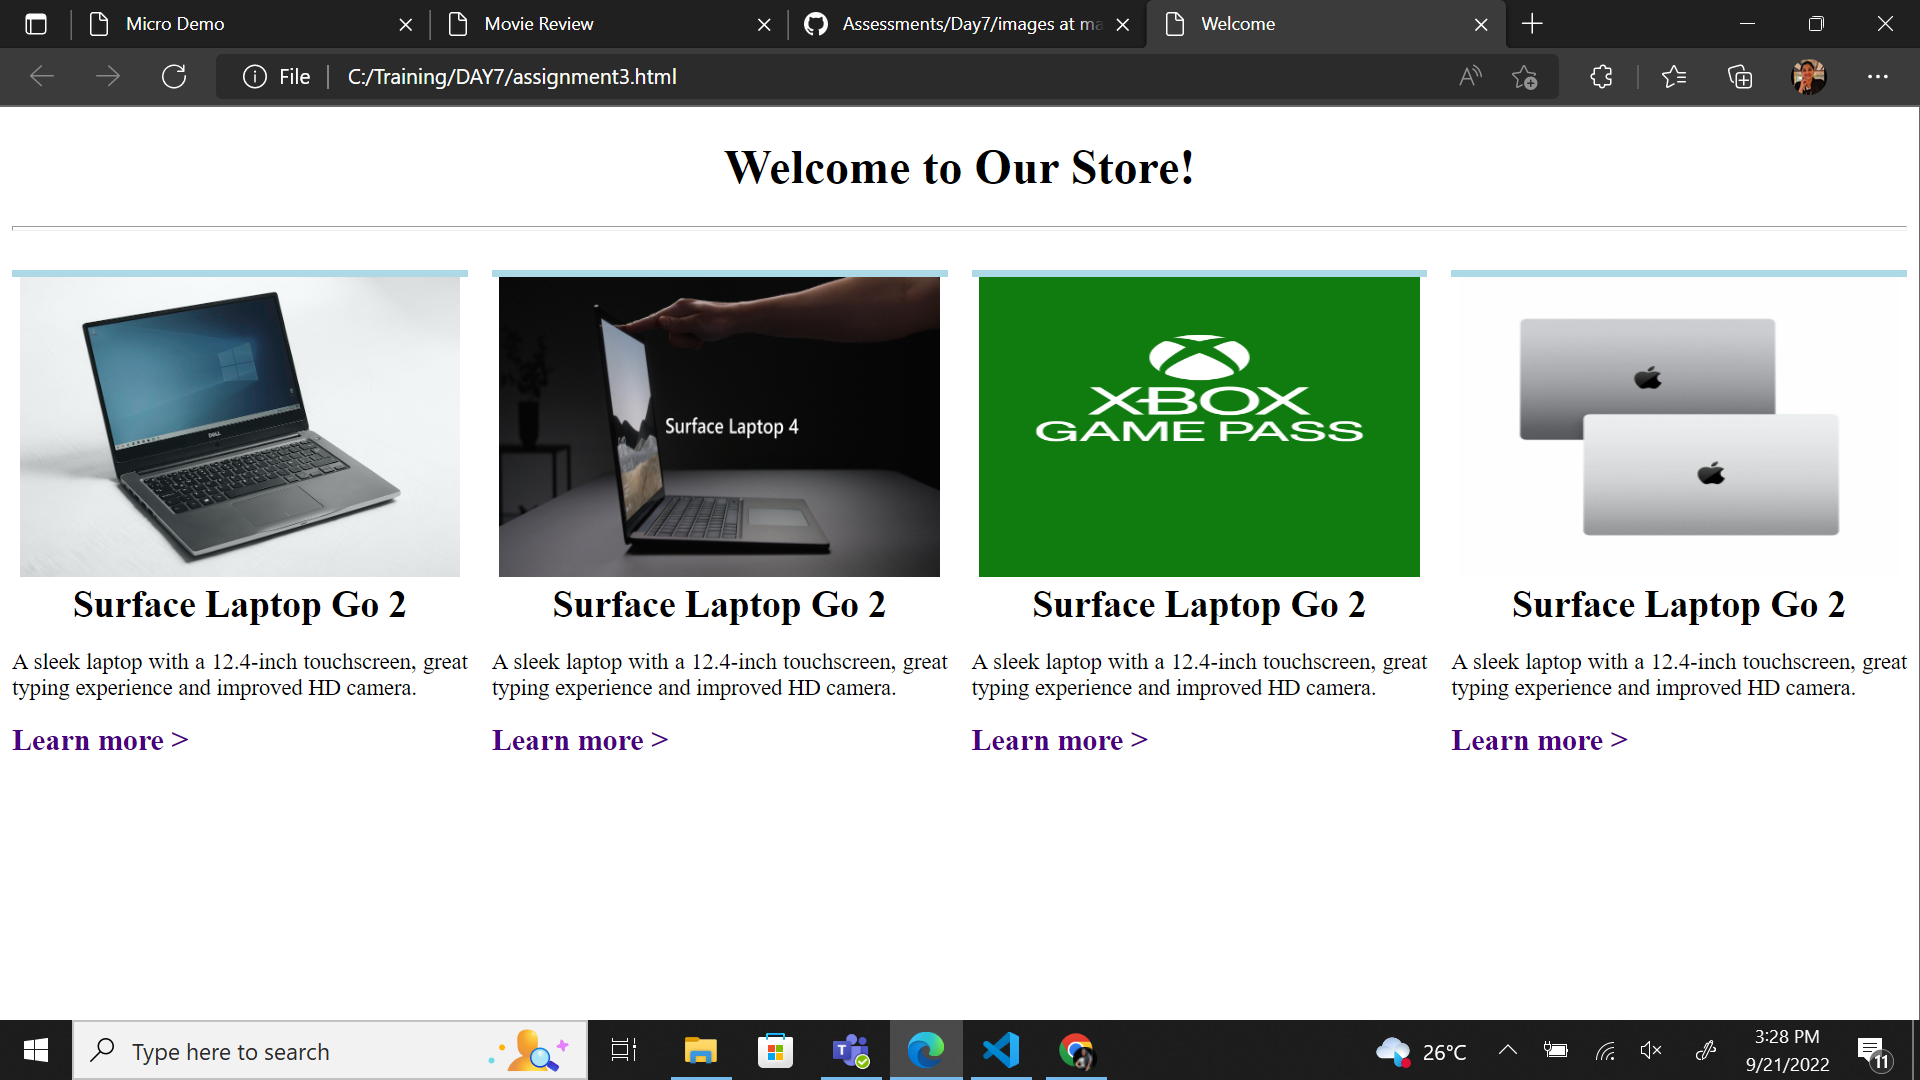 Micro Demo
Movie Review
Assessments/Day7/images at ma
Welcome
File
C:/Training/DAY7/assignment3.html
Welcome to Our Store!
DELL
Surface Laptop 4
XBOX
GAME PASS
Surface Laptop Go 2
A sleek laptop with a 12.4-inch touchscreen, great
typing experience and improved HD camera.
Learn more >
Surface Laptop Go 2
A sleek laptop with a 12.4-inch touchscreen, great
typing experience and improved HD camera.
Learn more >
Surface Laptop Go 2
A sleek laptop with a 12.4-inch touchscreen, great
typing experience and improved HD camera.
Learn more >
Surface Laptop Go 2
A sleek laptop with a 12.4-inch touchscreen, great
typing experience and improved HD camera.
Learn more >
Type here to search
26°C
3:28 PM
9/21/2022
11